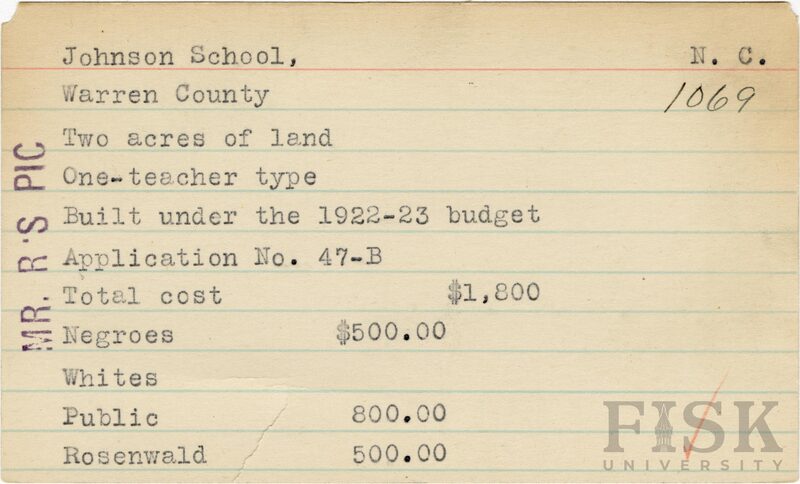 Johnson School, N. C.
Warren County 1069
Two acres of land
One-teacher type
Built under the 1922-23 budget
Application No. 47-B
Total cost $1,800
Negroes $500.00
Whites
Public 800.00
Rosenwald 500.00
MR. R'S PIC
FISK
UNIVERSITY